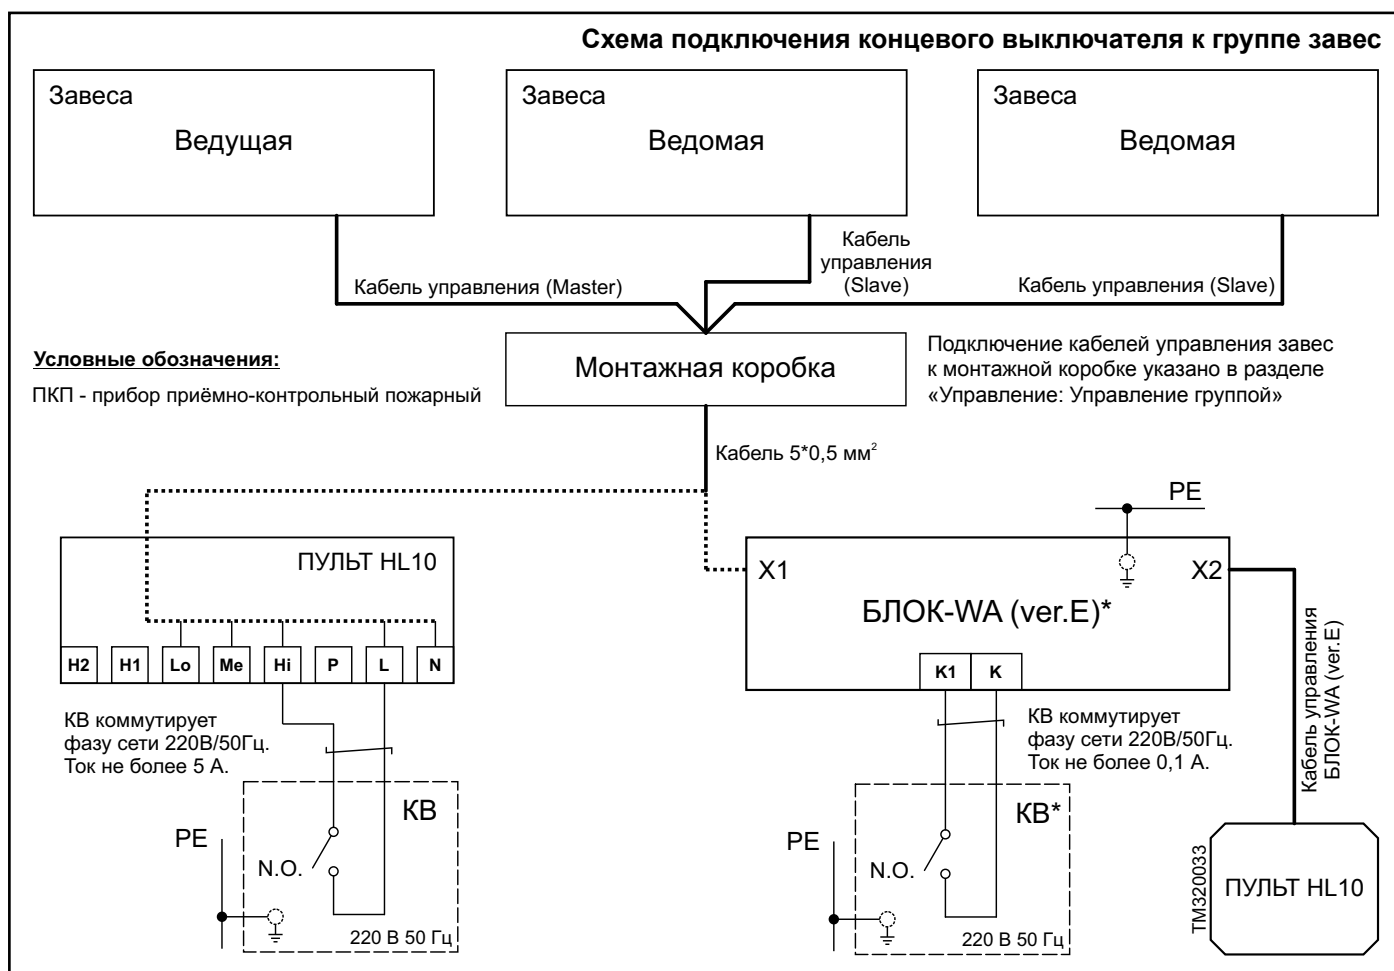 Схема подключения концевого выключателя к группе завес
Завеса
Ведущая
Завеса
Ведомая
Завеса
Ведомая
Кабель
управления
(Slave)
Кабель управления (Master)
Кабель управления (Slave)
Условные обозначения:
ПКП - прибор приёмно-контрольный пожарный
Монтажная коробка
Подключение кабелей управления завес
к монтажной коробке указано в разделе
«Управление: Управление группой»
Кабель 5*0,5 мм²
PE
ПУЛЬТ HL10
H2 H1 Lo Me Hi P L N
X1
X2
БЛОК-WA (ver.E)*
K1 K
КВ коммутирует
фазу сети 220В/50Гц.
Ток не более 5 А.
КВ коммутирует
фазу сети 220В/50Гц.
Ток не более 0,1 А.
Кабель управления
БЛОК-WA (ver.E)
КВ
PE
N.O.
220 В 50 Гц
КВ*
PE
N.O.
220 В 50 Гц
TM320033
ПУЛЬТ HL10